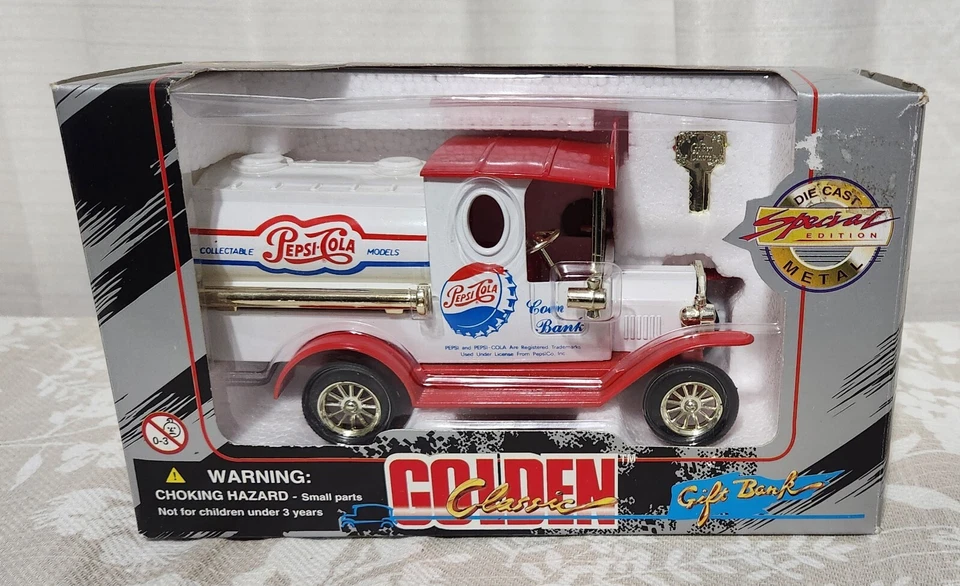 COLLECTABLE PEPSI·COLA MODELS
PEPSI·COLA
Coin
Bank
PEPSI and PEPSI-COLA Are Registered Trademarks
Used Under License From PepsiCo, Inc
DIE CAST
Special
EDITION
METAL
0-3
WARNING:
CHOKING HAZARD - Small parts
Not for children under 3 years
GOLDEN™
Classic
Gift Bank